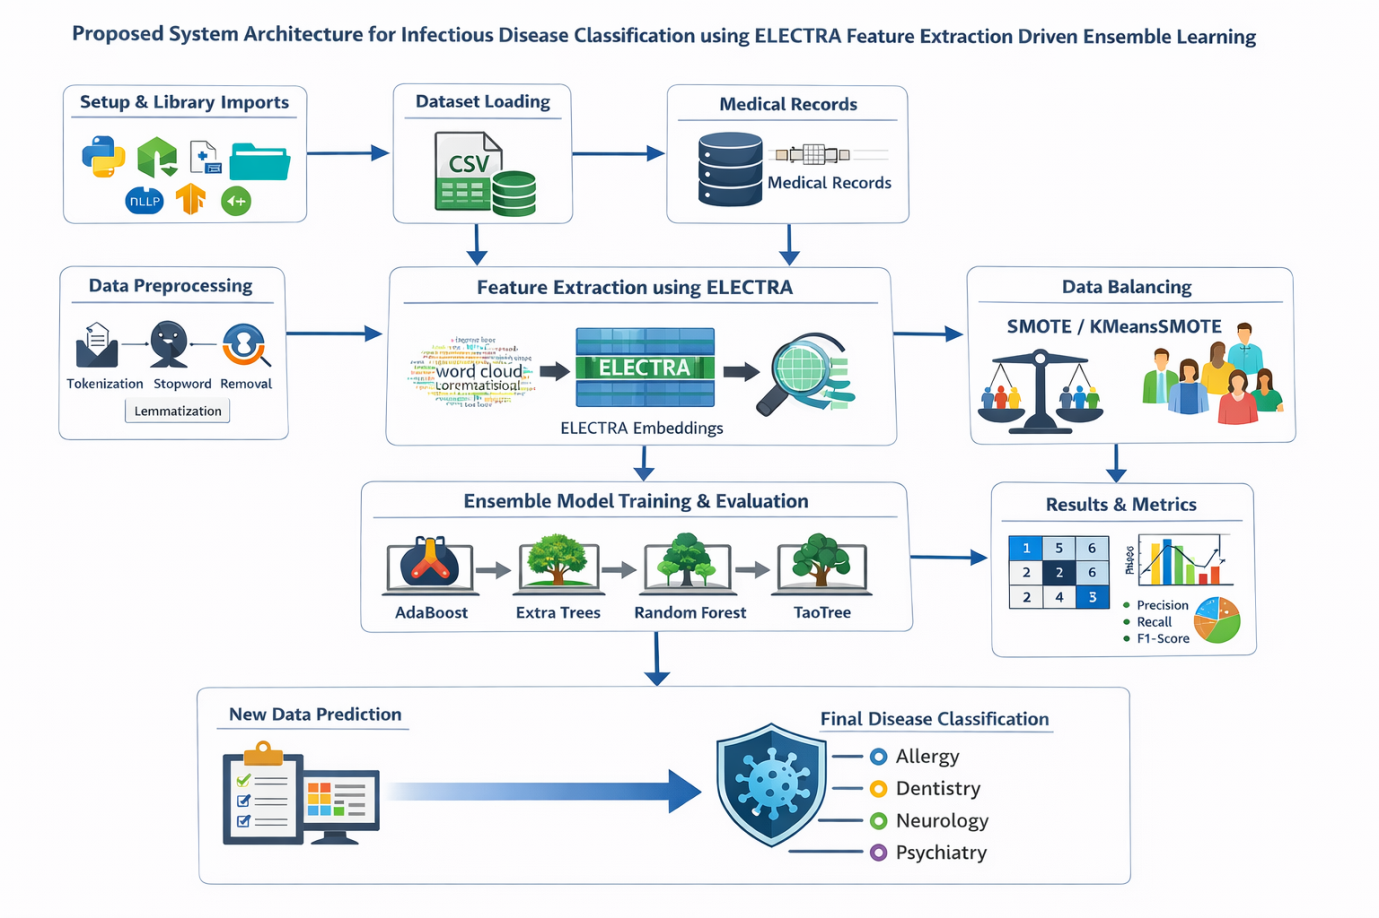 Proposed System Architecture for Infectious Disease Classification using ELECTRA Feature Extraction Driven Ensemble Learning
Setup & Library Imports
nLLP
Dataset Loading
CSV
Medical Records
Medical Records
Data Preprocessing
Tokenization Stopword Removal
Lemmatization
Feature Extraction using ELECTRA
word cloud
ELECTRA
ELECTRA Embeddings
Data Balancing
SMOTE / KMeansSMOTE
Ensemble Model Training & Evaluation
AdaBoost Extra Trees Random Forest TaoTree
Results & Metrics
1 5 6
2 2 6
2 4 3
Precision
Recall
F1-Score
New Data Prediction
Final Disease Classification
Allergy
Dentistry
Neurology
Psychiatry